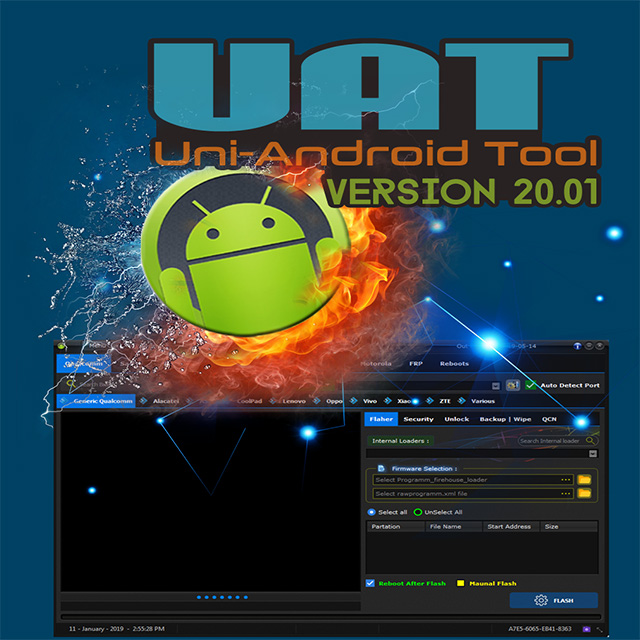 UAT
Uni-Android Tool
VERSION 20.01
Qualcomm
Motorola FRP Reboots
Auto Detect Port
Generic Qualcomm Alacatel CoolPad Lenovo Oppo Vivo Xiao ZTE Various
Flaher Security Unlock Backup | Wipe QCN
Internal Loaders :
Search Internal loader
Firmware Selection :
Select Programm_firehouse_loader
Select rawprogramm.xml file
Select all UnSelect All
Partation File Name Start Address Size
Reboot After Flash Maunal Flash
FLASH
11 - January - 2019 - 2:55:28 PM
A7E5-6065-E841-8363